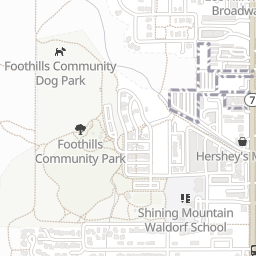 Broadwa
Foothills Community
Dog Park
7
Foothills
Community Park
Hershey's M
Shining Mountain
Waldorf School